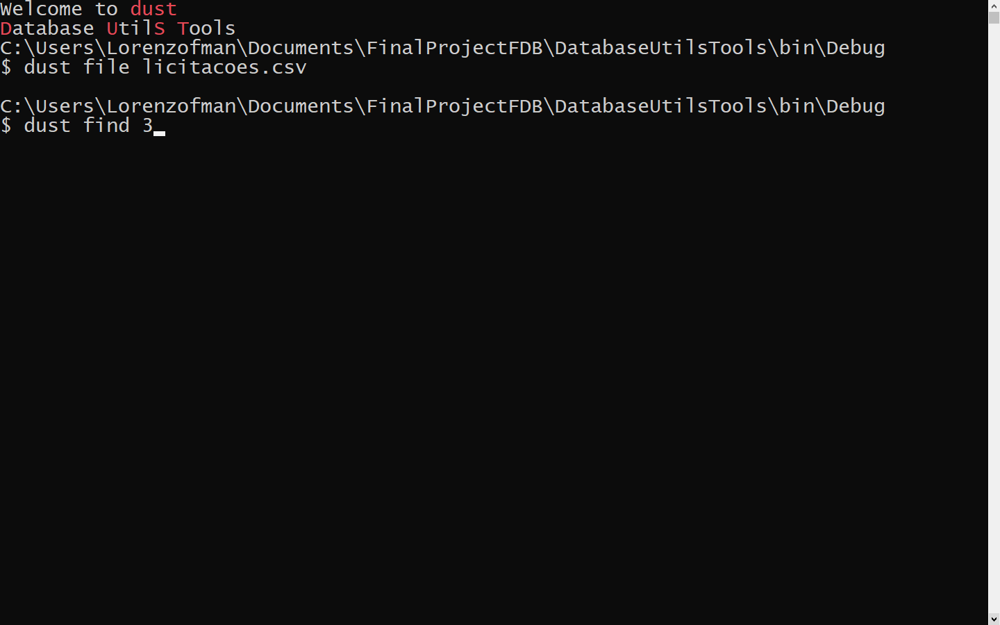 Welcome to dust
Database UtilS Tools
C:\Users\Lorenzofman\Documents\FinalProjectFDB\DatabaseUtilsTools\bin\Debug
$ dust file licitacoes.csv
C:\Users\Lorenzofman\Documents\FinalProjectFDB\DatabaseUtilsTools\bin\Debug
$ dust find 3